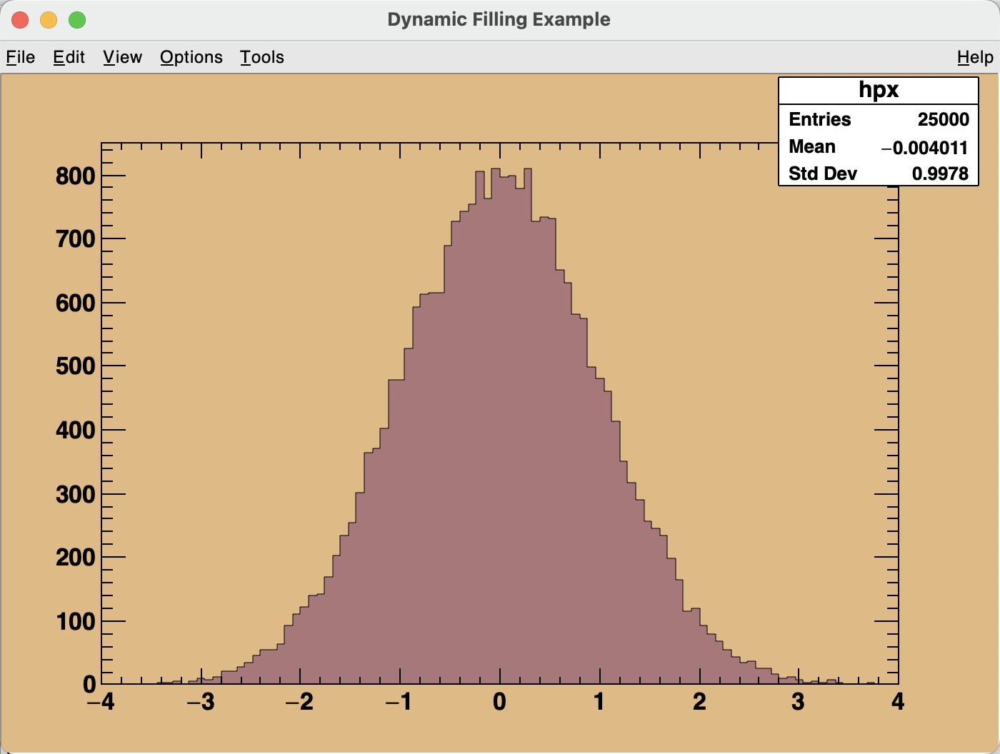 Dynamic Filling Example
File Edit View Options Tools Help
hpx
Entries 25000
Mean −0.004011
Std Dev 0.9978
800
700
600
500
400
300
200
100
0
−4 −3 −2 −1 0 1 2 3 4